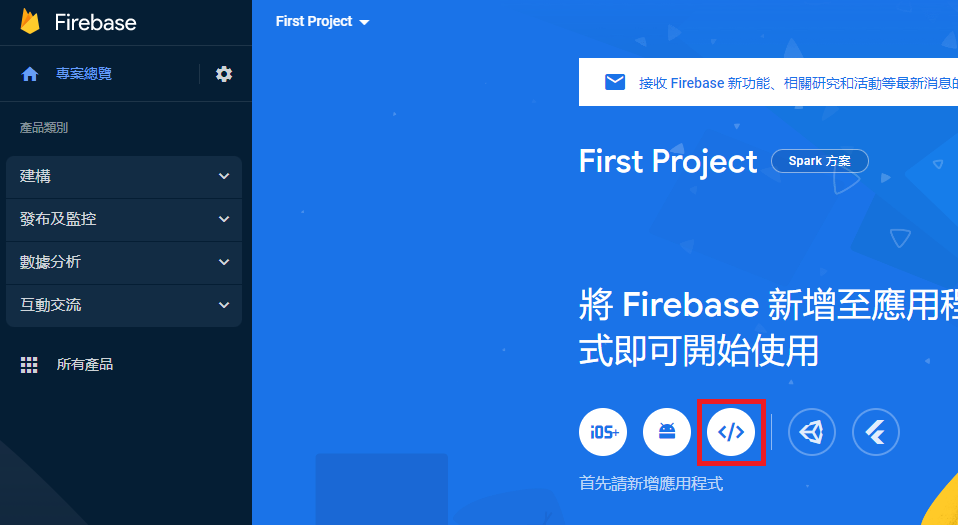 Firebase
First Project
專案總覽
產品類別
建構
發布及監控
數據分析
互動交流
所有產品
接收 Firebase 新功能、相關研究和活動等最新消息的
First Project
Spark 方案
將 Firebase 新增至應用程
式即可開始使用
iOS+
</>
首先請新增應用程式